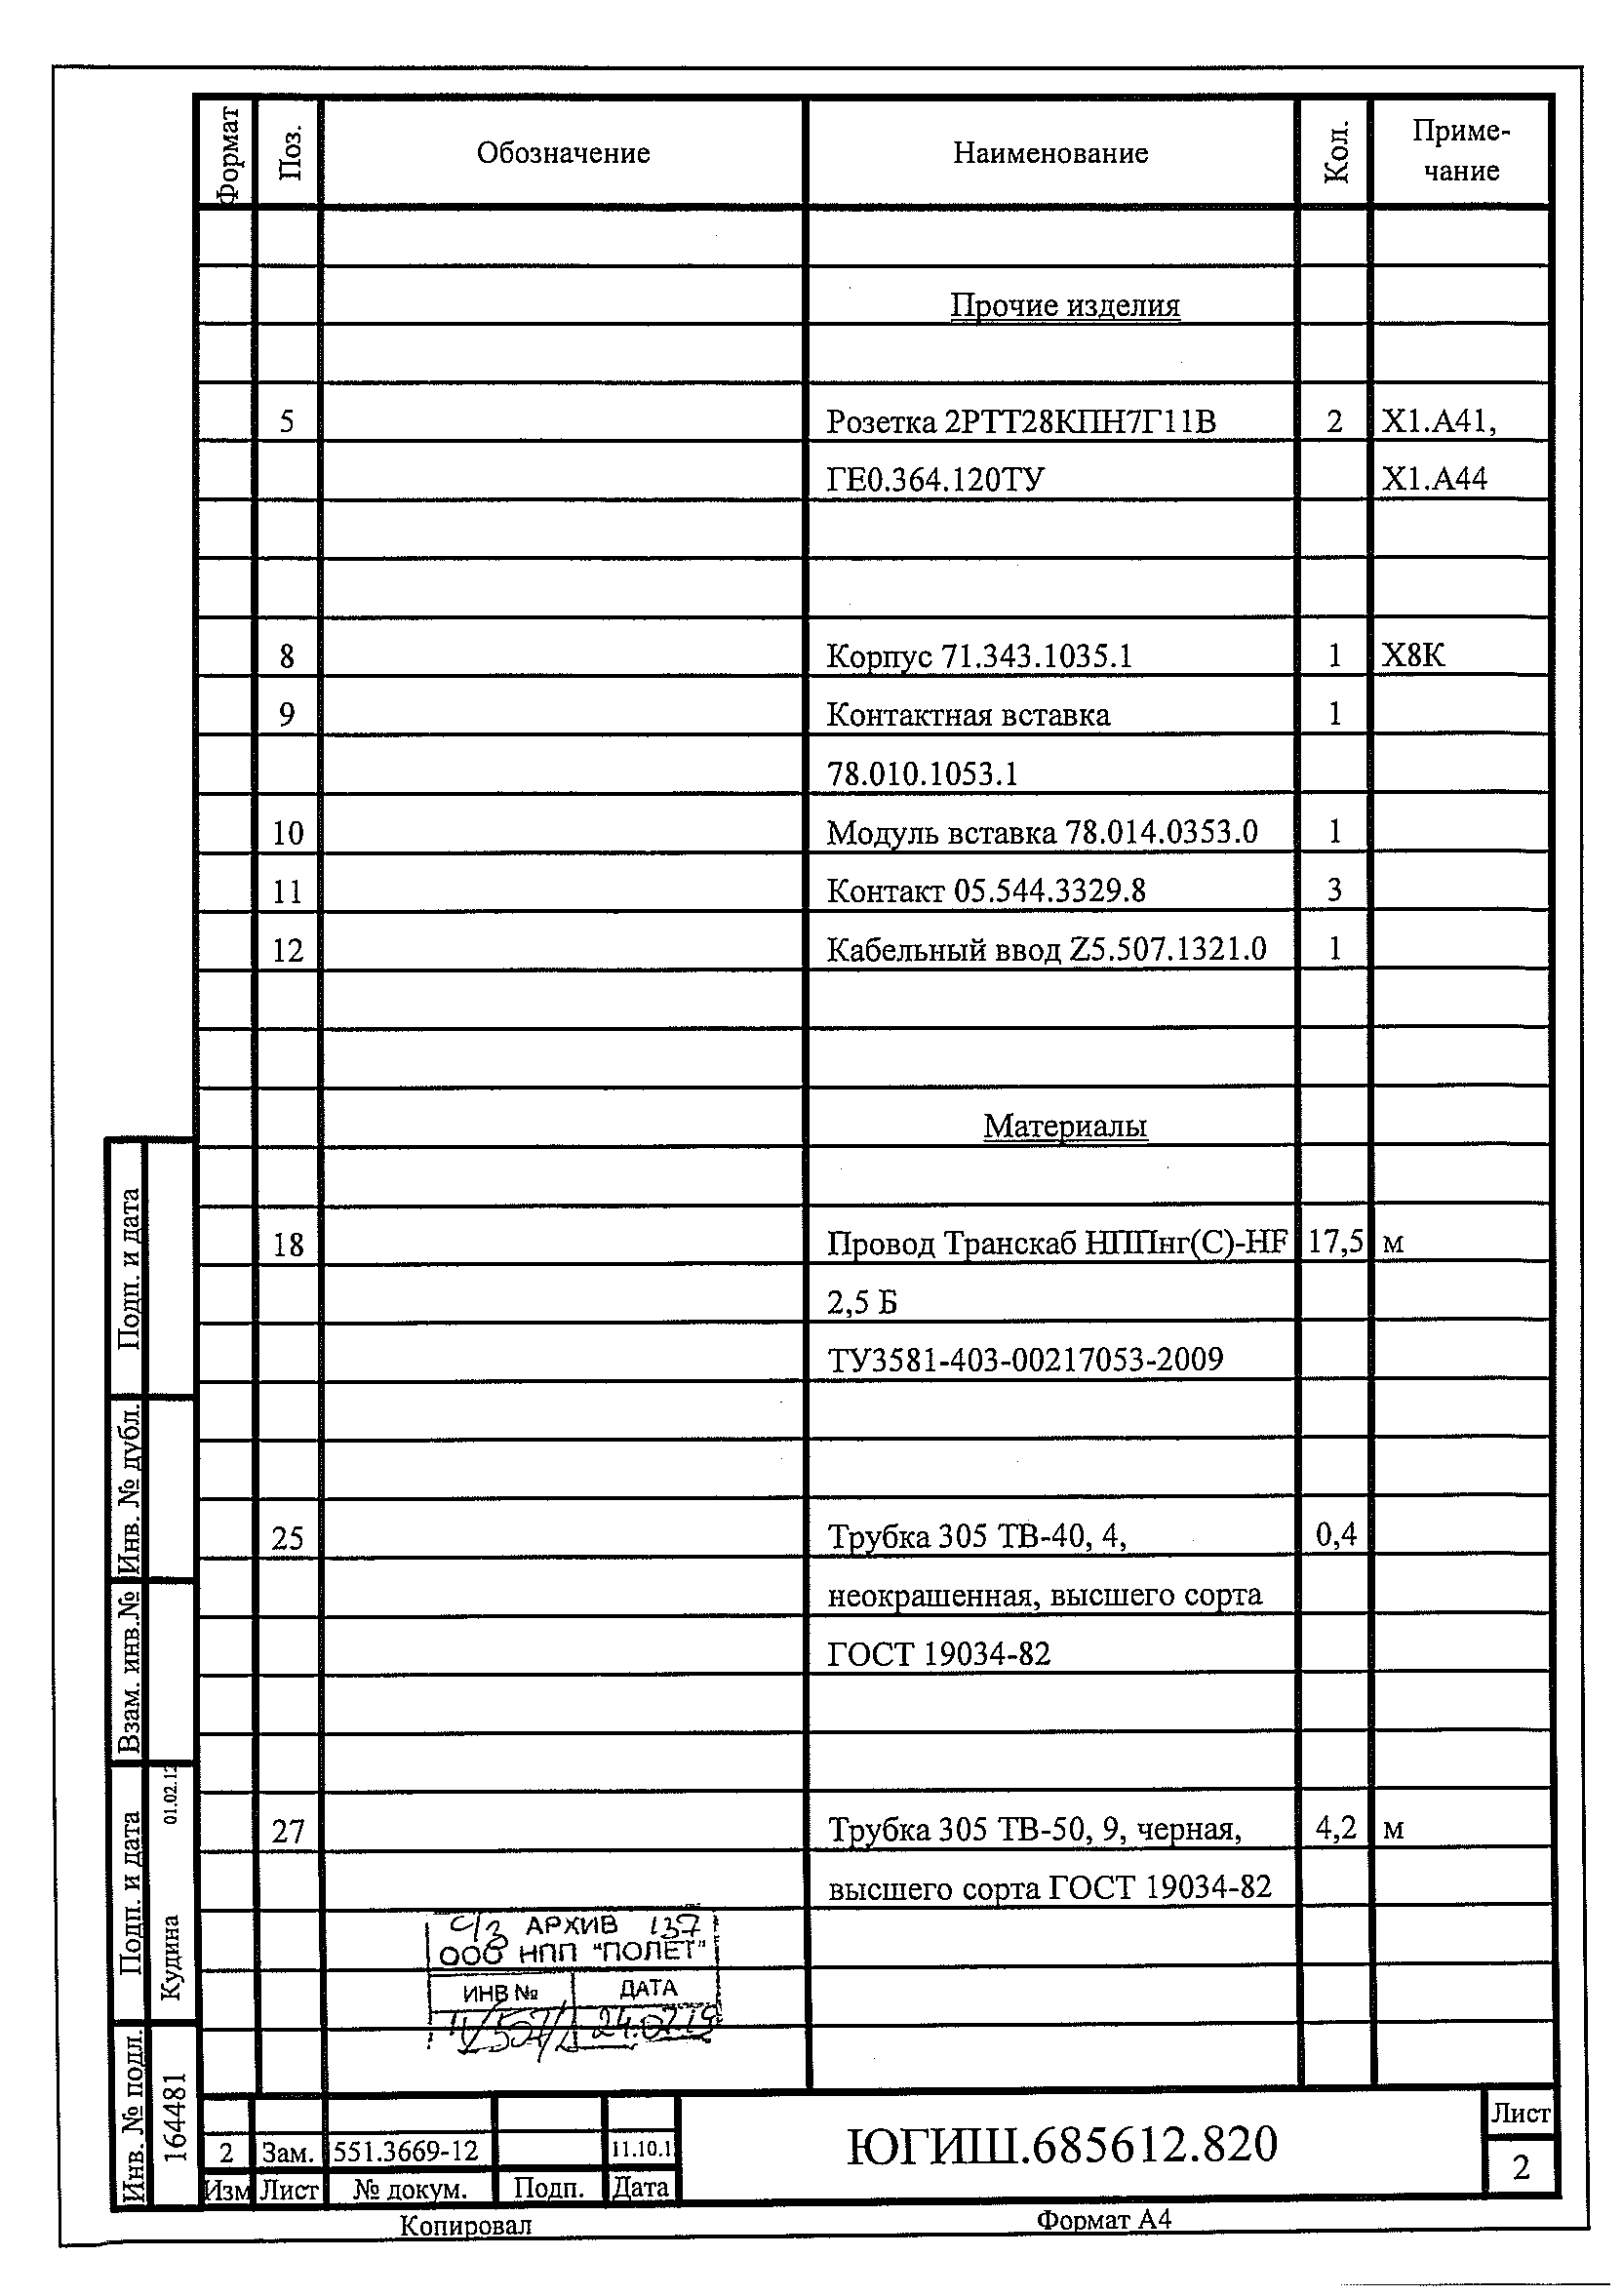 Формат Поз. Обозначение Наименование Кол. Приме-
чание
Прочие изделия
5 Розетка 2РТТ28КПН7Г11В 2 X1.A41,
ГЕ0.364.120ТУ X1.A44
8 Корпус 71.343.1035.1 1 X8K
9 Контактная вставка 1
78.010.1053.1
10 Модуль вставка 78.014.0353.0 1
11 Контакт 05.544.3329.8 3
12 Кабельный ввод Z5.507.1321.0 1
Материалы
18 Провод Транскаб НППнг(С)-HF 17,5 м
2,5 Б
ТУ3581-403-00217053-2009
25 Трубка 305 ТВ-40, 4, 0,4
неокрашенная, высшего сорта
ГОСТ 19034-82
27 Трубка 305 ТВ-50, 9, черная, 4,2 м
высшего сорта ГОСТ 19034-82
АРХИВ 137
ООО НПП "ПОЛЕТ"
ИНВ № ДАТА
24.07.19
Подп. и дата
Инв. № дубл.
Взам. инв.№
Подп. и дата Кудина 01.02.12
Инв. № подл. 164481
2 Зам. 551.3669-12 11.10.1
Изм Лист № докум. Подп. Дата
ЮГИШ.685612.820
Лист
2
Копировал Формат А4